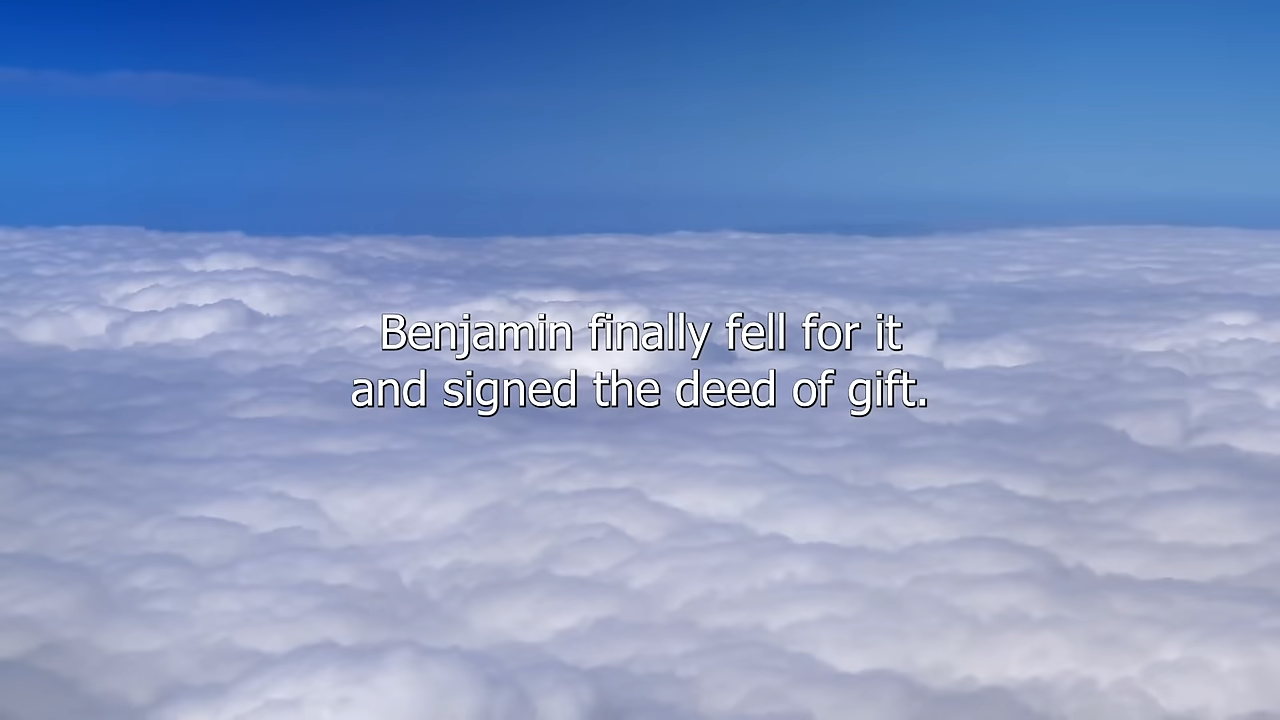 Benjamin finally fell for it
and signed the deed of gift.